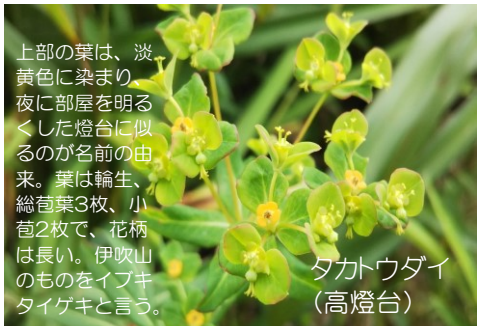 上部の葉は、淡
黄色に染まり、
夜に部屋を明る
くした燈台に似
るのが名前の由
来。葉は輪生、
総苞葉3枚、小
苞2枚で、花柄
は長い。伊吹山
のものをイブキ
タイゲキと言う。
タカトウダイ
（高燈台）